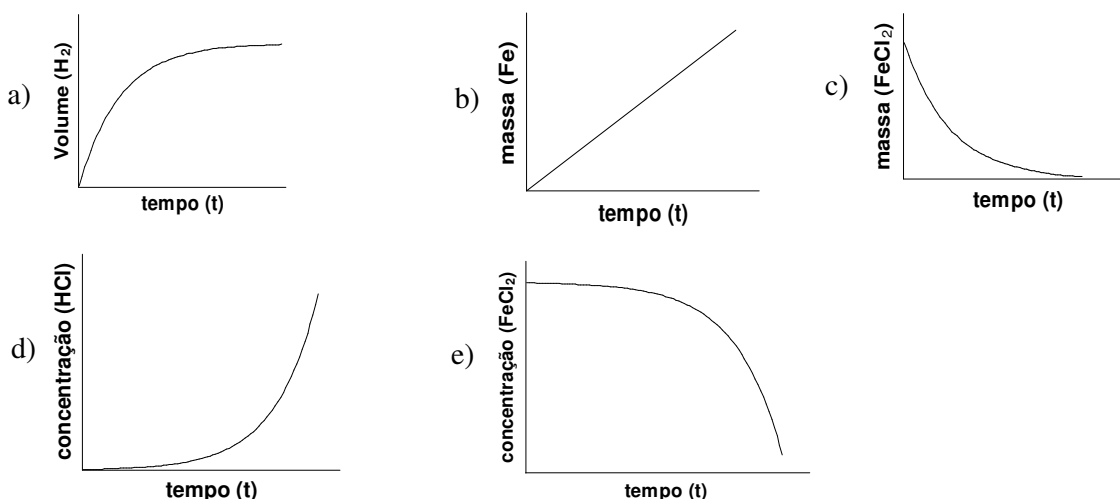 a)
Volume (H₂)
tempo (t)
b)
massa (Fe)
tempo (t)
c)
massa (FeCl₂)
tempo (t)
d)
concentração (HCl)
tempo (t)
e)
concentração (FeCl₂)
tempo (t)